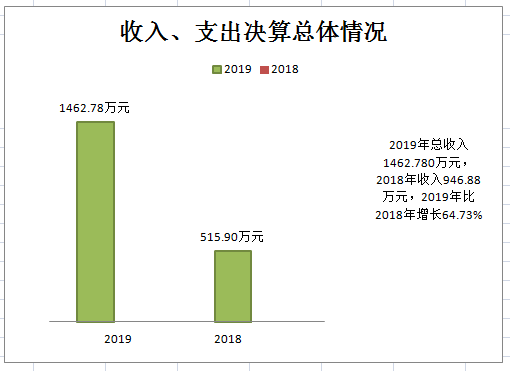 收入、支出决算总体情况
2019 2018
1462.78万元
515.90万元
2019 2018
2019年总收入
1462.780万元，
2018年收入946.88
万元，2019年比
2018年增长64.73%